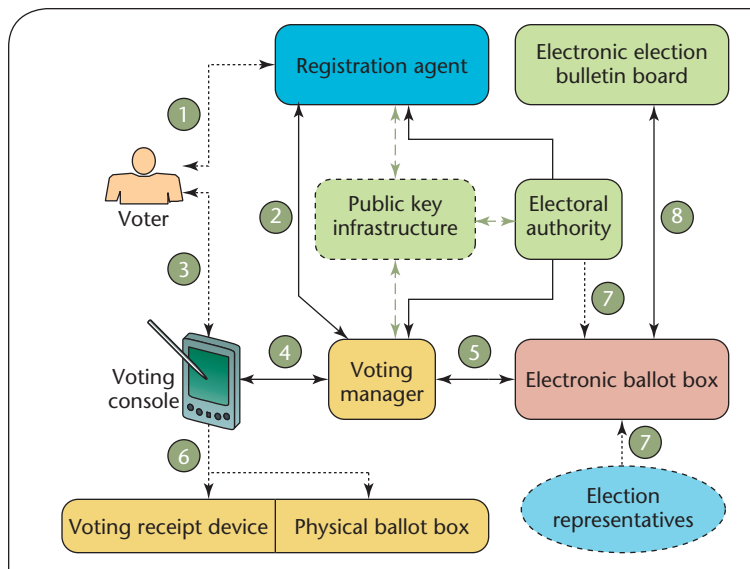 Registration agent
Electronic election
bulletin board
1
Voter
2
Public key
infrastructure
Electoral
authority
8
3
7
Voting
console
4
Voting
manager
5
Electronic ballot box
6
7
Voting receipt device
Physical ballot box
Election
representatives